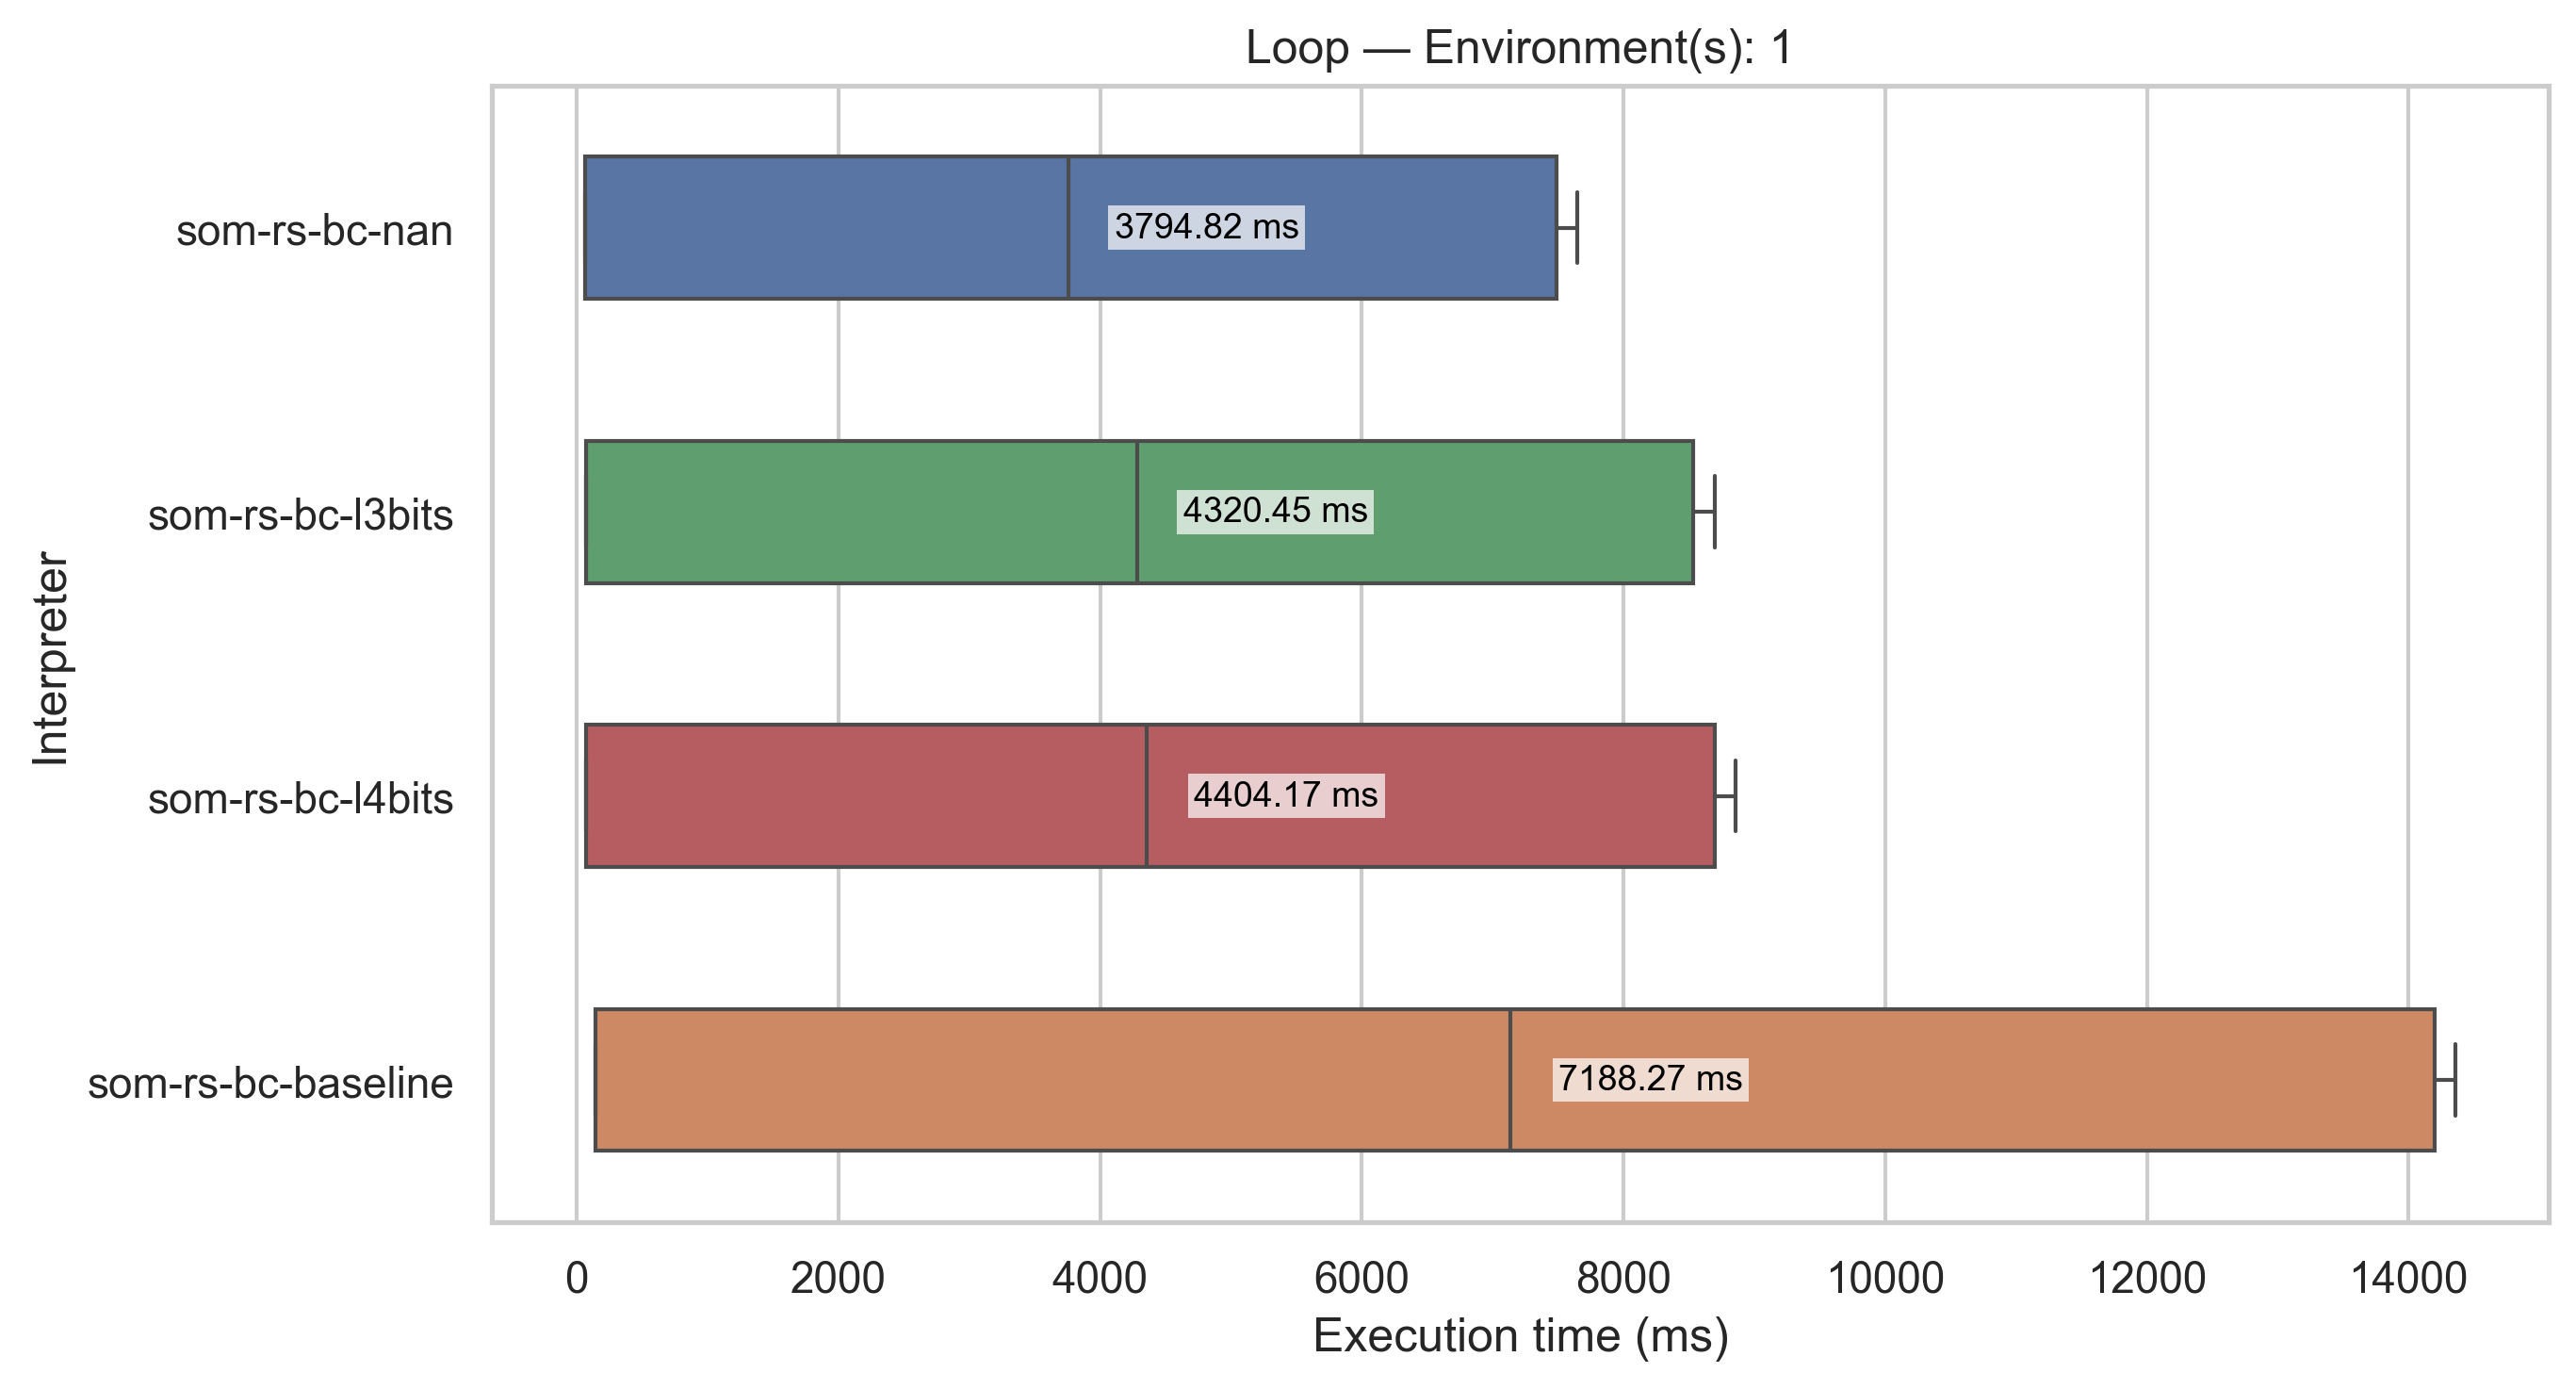 Loop — Environment(s): 1
Interpreter
som-rs-bc-nan
3794.82 ms
som-rs-bc-l3bits
4320.45 ms
som-rs-bc-l4bits
4404.17 ms
som-rs-bc-baseline
7188.27 ms
0 2000 4000 6000 8000 10000 12000 14000
Execution time (ms)